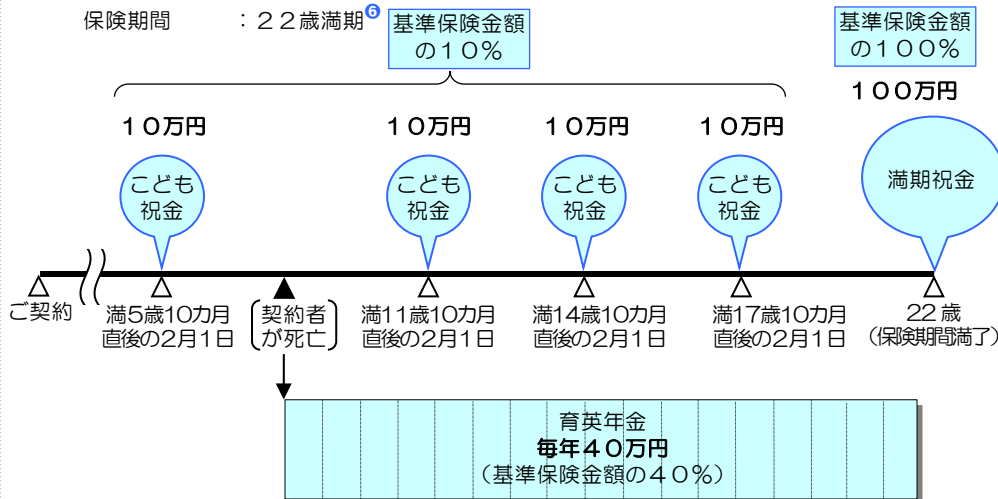 保険期間 ：２２歳満期❻
基準保険金額
の１０％
基準保険金額
の１００％
１００万円
１０万円
１０万円
１０万円
１０万円
こども
祝金
こども
祝金
こども
祝金
こども
祝金
満期祝金
ご契約
満5歳10カ月
直後の2月1日
契約者
が死亡
満11歳10カ月
直後の2月1日
満14歳10カ月
直後の2月1日
満17歳10カ月
直後の2月1日
22歳
（保険期間満了）
育英年金
毎年４０万円
（基準保険金額の４０％）